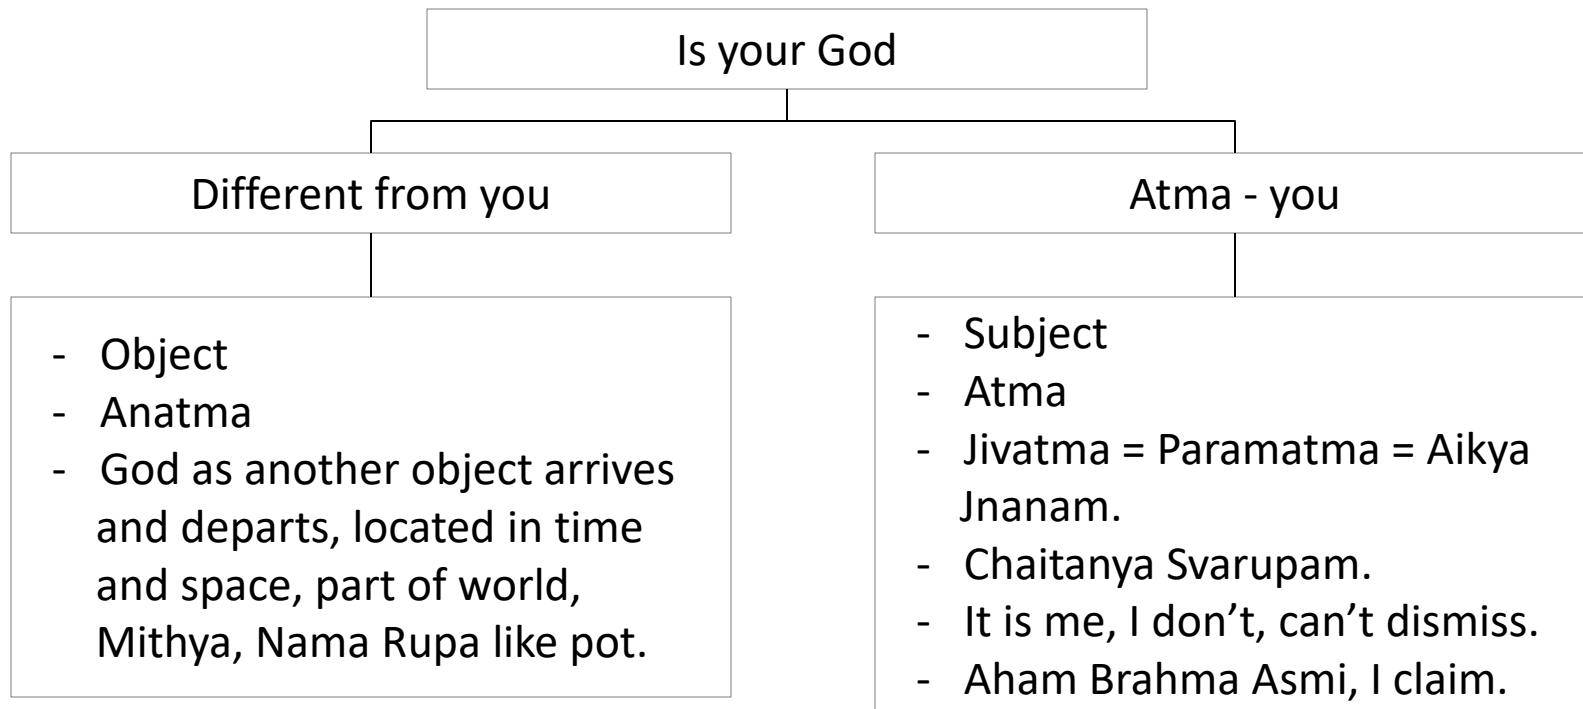 Is your God
Different from you
Atma - you
- Object
- Anatma
- God as another object arrives
and departs, located in time
and space, part of world,
Mithya, Nama Rupa like pot.
- Subject
- Atma
- Jivatma = Paramatma = Aikya
Jnanam.
- Chaitanya Svarupam.
- It is me, I don’t, can’t dismiss.
- Aham Brahma Asmi, I claim.